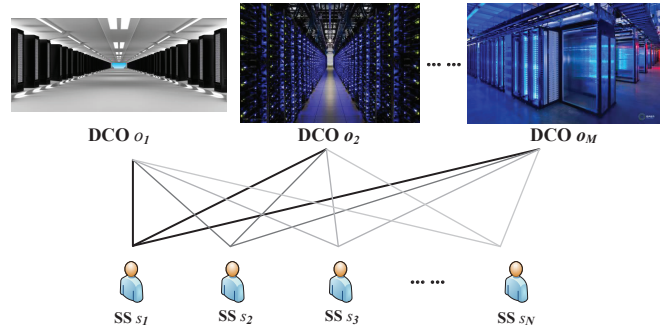 ... ...
DCO o1
DCO o2
DCO oM
... ...
SS s1
SS s2
SS s3
SS sN